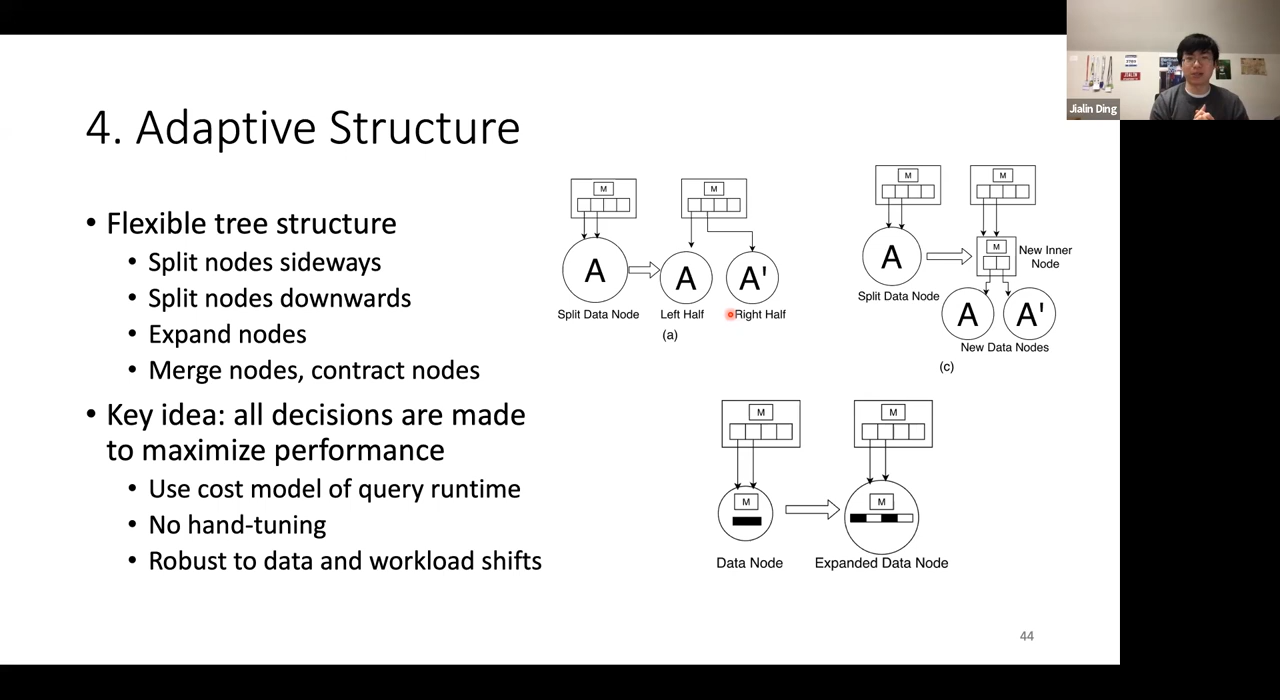 Jialin Ding
4. Adaptive Structure
• Flexible tree structure
• Split nodes sideways
• Split nodes downwards
• Expand nodes
• Merge nodes, contract nodes
• Key idea: all decisions are made
to maximize performance
• Use cost model of query runtime
• No hand-tuning
• Robust to data and workload shifts
M
M
A
A
A'
Split Data Node
Left Half
Right Half
(a)
M
M
A
M
New Inner
Node
Split Data Node
A
A'
New Data Nodes
(c)
M
M
M
M
Data Node
Expanded Data Node
44